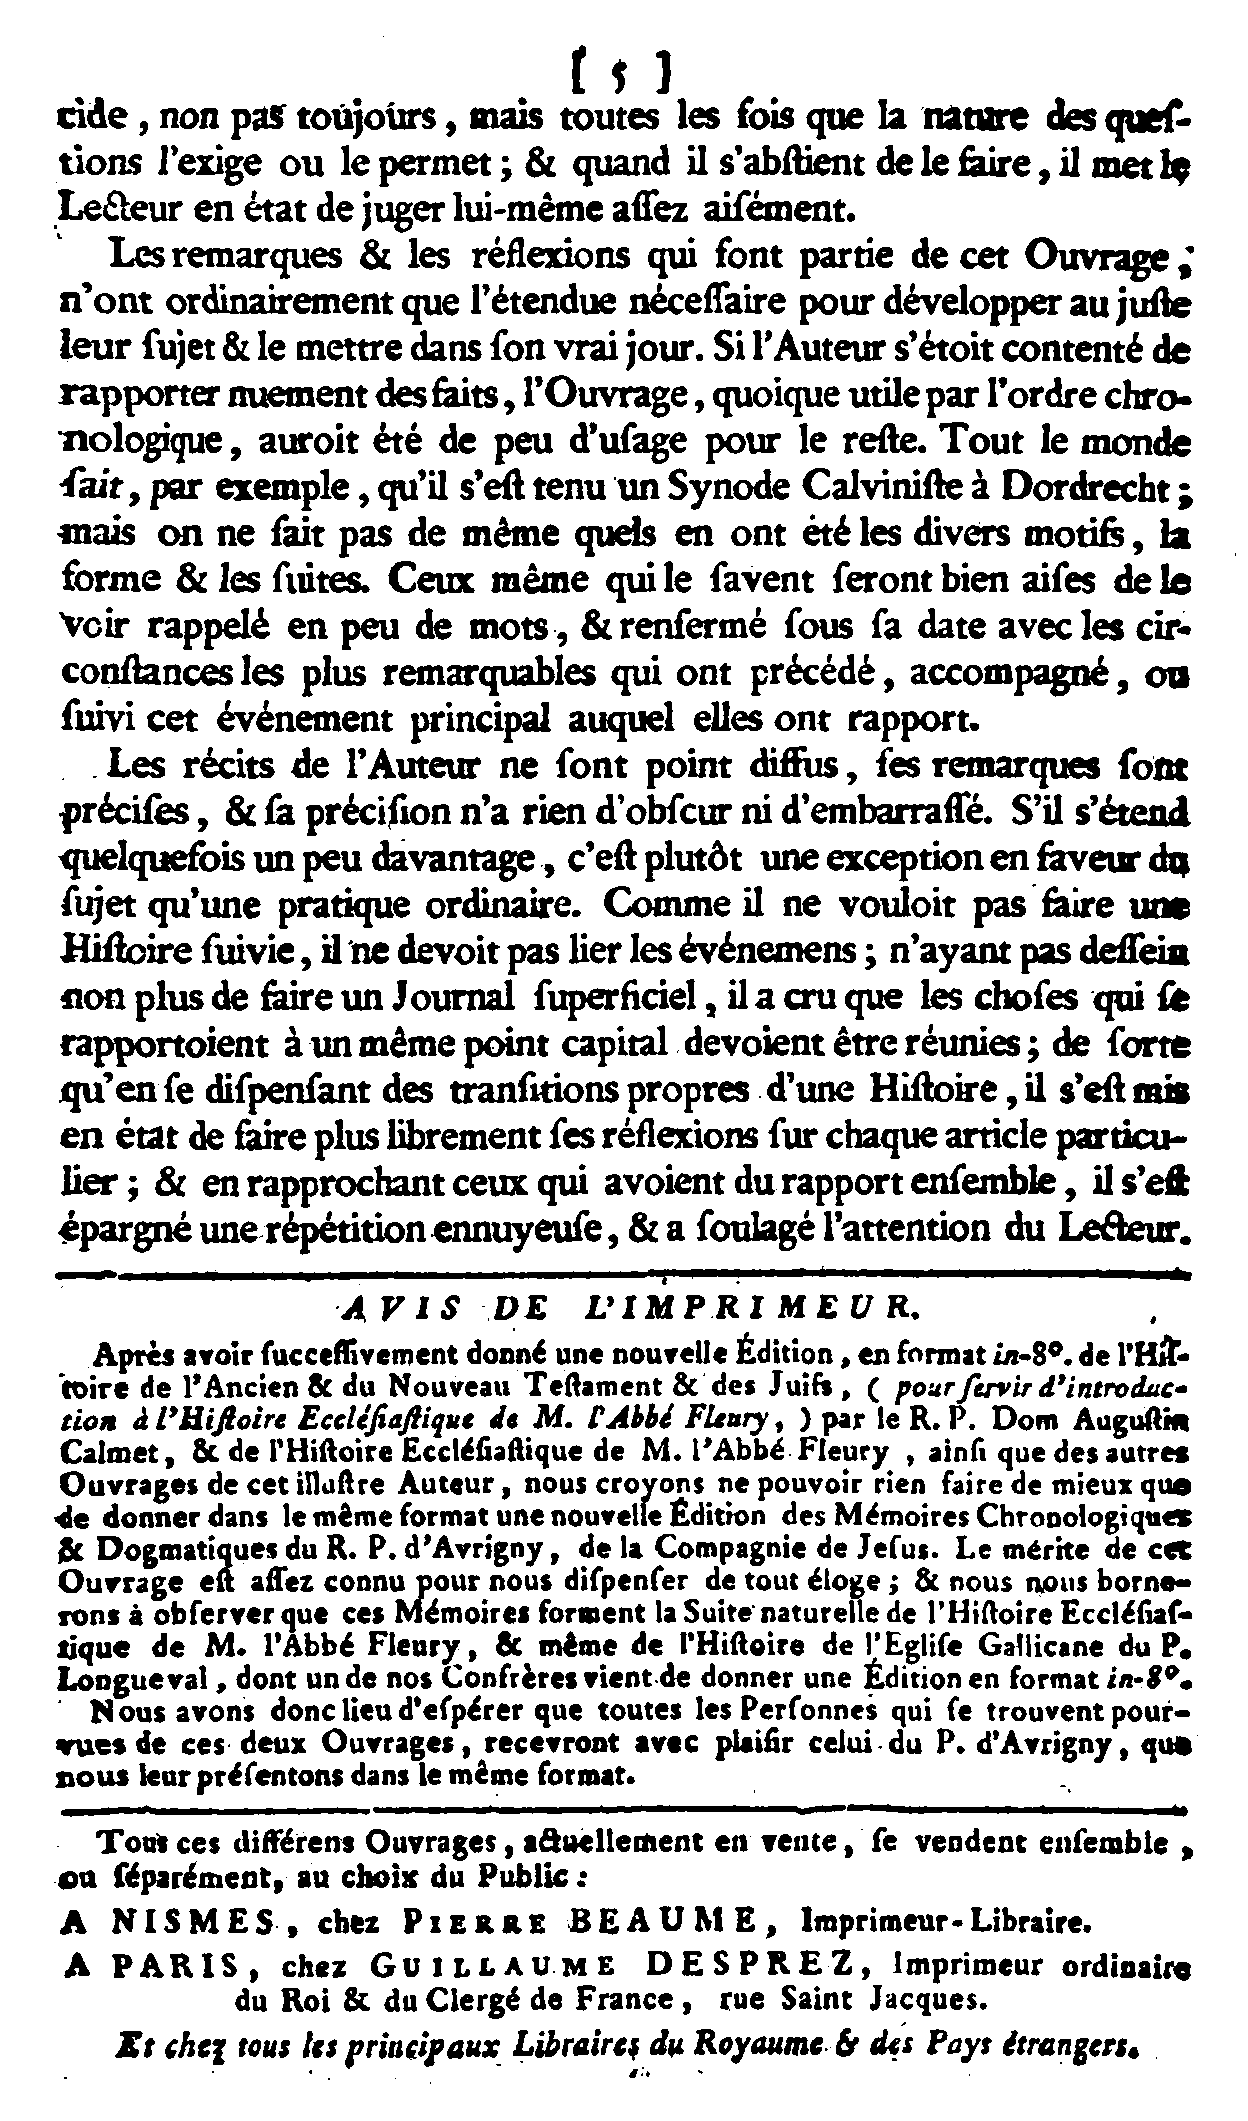 [ 5 ]
cide, non pas toujours, mais toutes les fois que la nature des queſ-
tions l'exige ou le permet ; & quand il s'abſtient de le faire, il met le
Lecteur en état de juger lui-même aſſez aiſément.
Les remarques & les réflexions qui font partie de cet Ouvrage,
n'ont ordinairement que l'étendue néceſſaire pour développer au juſte
leur ſujet & le mettre dans ſon vrai jour. Si l'Auteur s'étoit contenté de
rapporter nuement des faits, l'Ouvrage, quoique utile par l'ordre chro-
nologique, auroit été de peu d'uſage pour le reſte. Tout le monde
ſait, par exemple, qu'il s'eſt tenu un Synode Calviniſte à Dordrecht ;
mais on ne ſait pas de même quels en ont été les divers motifs, la
forme & les ſuites. Ceux même qui le ſavent ſeront bien aiſes de le
voir rappelé en peu de mots, & renſermé ſous ſa date avec les cir-
conſtances les plus remarquables qui ont précédé, accompagné, ou
ſuivi cet événement principal auquel elles ont rapport.
Les récits de l'Auteur ne ſont point diffus, ſes remarques ſont
préciſes, & ſa préciſion n'a rien d'obſcur ni d'embarraſſé. S'il s'étend
quelquefois un peu davantage, c'eſt plutôt une exception en faveur du
ſujet qu'une pratique ordinaire. Comme il ne vouloit pas faire une
Hiſtoire ſuivie, il ne devoit pas lier les événemens ; n'ayant pas deſſein
non plus de faire un Journal ſuperficiel, il a cru que les choſes qui ſe
rapportoient à un même point capital devoient être réunies ; de ſorte
qu'en ſe diſpenſant des tranſitions propres d'une Hiſtoire, il s'eſt mis
en état de faire plus librement ſes réflexions ſur chaque article particu-
lier ; & en rapprochant ceux qui avoient du rapport enſemble, il s'eſt
épargné une répétition ennuyeuſe, & a ſoulagé l'attention du Lecteur.
AVIS DE L'IMPRIMEUR.
Après avoir ſucceſſivement donné une nouvelle Édition, en format in-8°. de l'Hiſ-
toire de l'Ancien & du Nouveau Teſtament & des Juifs, ( pour ſervir d'introduc-
tion à l'Hiſtoire Eccléſiaſtique de M. l'Abbé Fleury, ) par le R. P. Dom Auguſtin
Calmet, & de l'Hiſtoire Eccléſiaſtique de M. l'Abbé Fleury, ainſi que des autres
Ouvrages de cet illuſtre Auteur, nous croyons ne pouvoir rien faire de mieux que
de donner dans le même format une nouvelle Édition des Mémoires Chronologiques
& Dogmatiques du R. P. d'Avrigny, de la Compagnie de Jeſus. Le mérite de cet
Ouvrage eſt aſſez connu pour nous diſpenſer de tout éloge ; & nous nous borne-
rons à obſerver que ces Mémoires forment la Suite naturelle de l'Hiſtoire Eccléſiaſ-
tique de M. l'Abbé Fleury, & même de l'Hiſtoire de l'Egliſe Gallicane du P.
Longueval, dont un de nos Confrères vient de donner une Édition en format in-8°.
Nous avons donc lieu d'eſpérer que toutes les Perſonnes qui ſe trouvent pour-
vues de ces deux Ouvrages, recevront avec plaiſir celui du P. d'Avrigny, que
nous leur préſentons dans le même format.
Tous ces différens Ouvrages, actuellement en vente, ſe vendent enſemble,
ou ſéparément, au choix du Public :
A NISMES, chez PIERRE BEAUME, Imprimeur-Libraire.
A PARIS, chez GUILLAUME DESPREZ, Imprimeur ordinaire
du Roi & du Clergé de France, rue Saint Jacques.
Et chez tous les principaux Libraires du Royaume & des Pays étrangers.